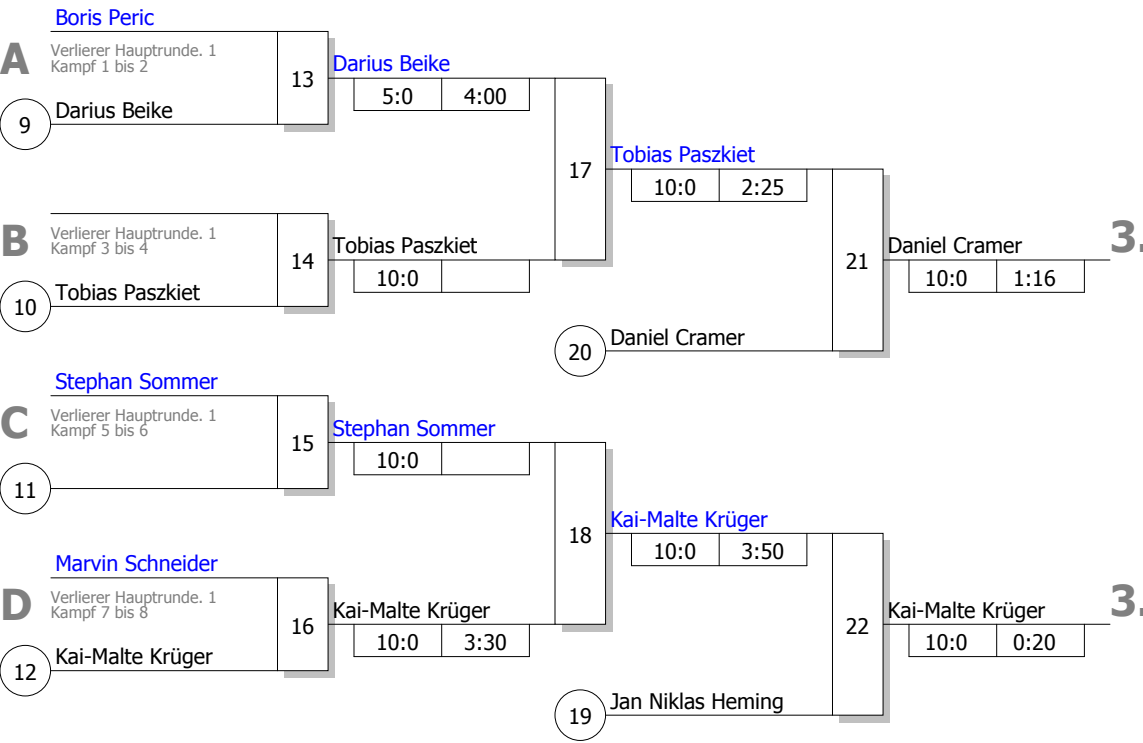 Boris Peric
A
Verlierer Hauptrunde. 1
Kampf 1 bis 2
13
Darius Beike
5:0 4:00
9
Darius Beike
17
Tobias Paszkiet
10:0 2:25
B
Verlierer Hauptrunde. 1
Kampf 3 bis 4
14
Tobias Paszkiet
10:0
10
Tobias Paszkiet
21
Daniel Cramer
10:0 1:16
3.
20
Daniel Cramer
Stephan Sommer
C
Verlierer Hauptrunde. 1
Kampf 5 bis 6
15
Stephan Sommer
10:0
11
18
Kai-Malte Krüger
10:0 3:50
Marvin Schneider
D
Verlierer Hauptrunde. 1
Kampf 7 bis 8
16
Kai-Malte Krüger
10:0 3:30
12
Kai-Malte Krüger
22
Kai-Malte Krüger
10:0 0:20
3.
19
Jan Niklas Heming